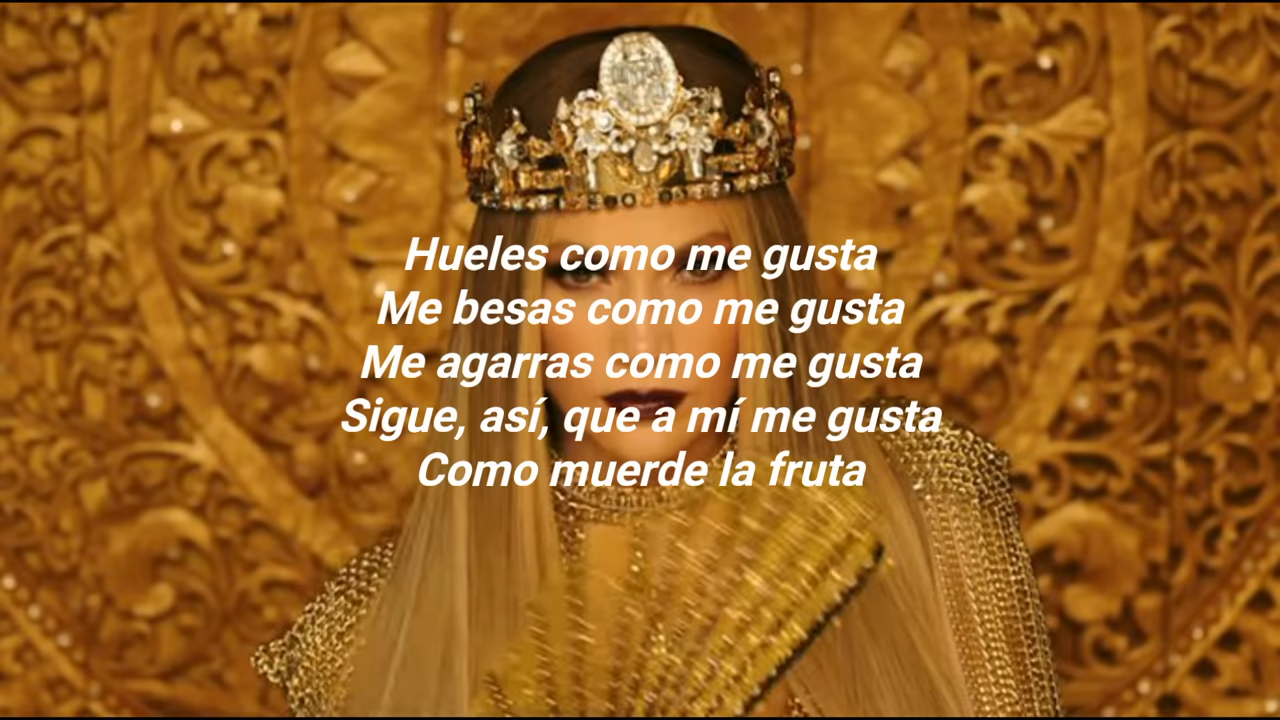 Hueles como me gusta
Me besas como me gusta
Me agarras como me gusta
Sigue, así, que a mí me gusta
Como muerde la fruta